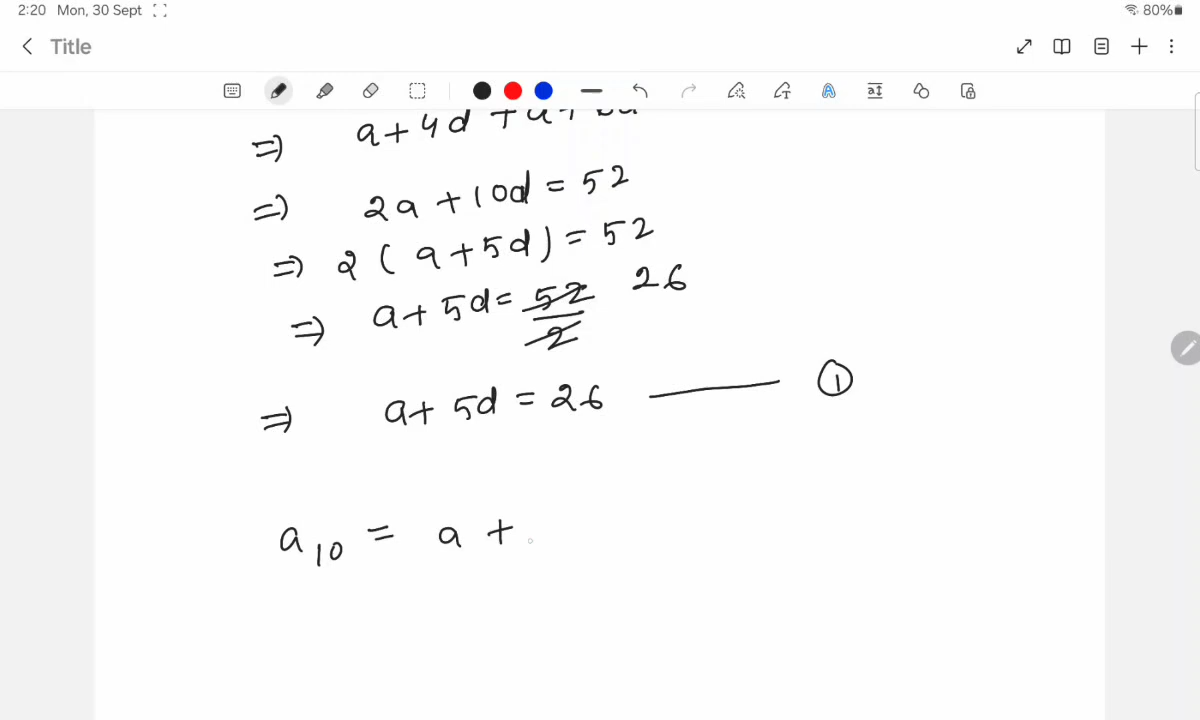 2:20 Mon, 30 Sept
80%
Title
⇒ a + 4d + a +
⇒ 2a + 10d = 52
⇒ 2 ( a + 5d ) = 52
⇒ a + 5d = 52/2 26
⇒ a + 5d = 26 ——— ①
a₁₀ = a +